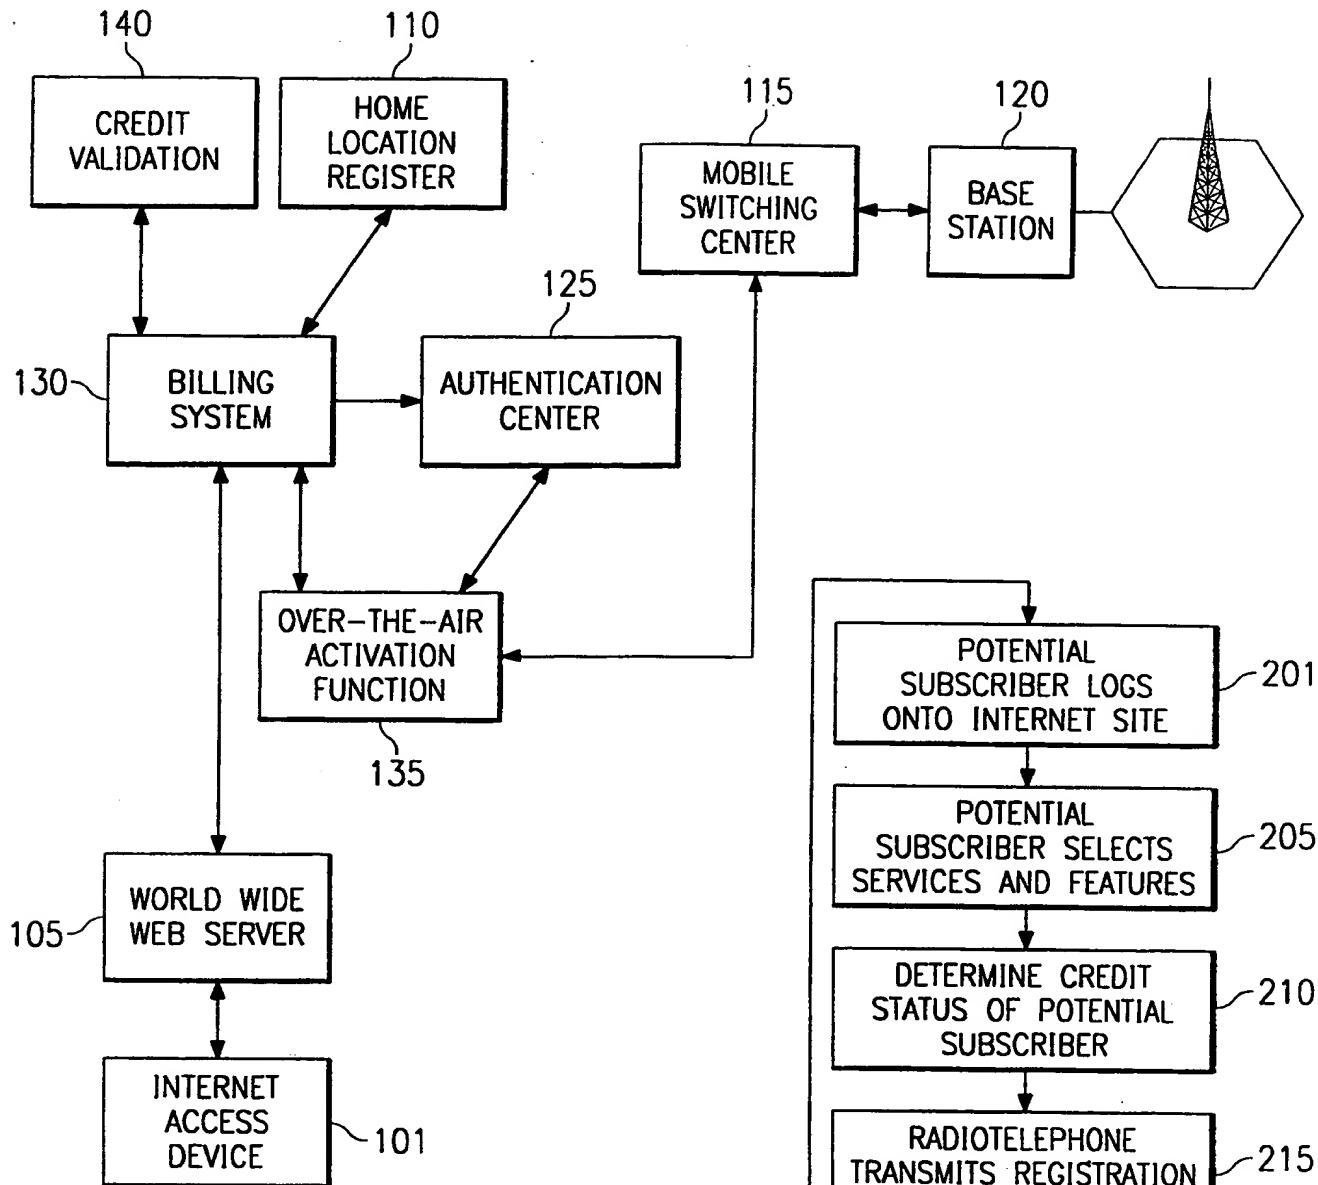 140
110
CREDIT
VALIDATION
HOME
LOCATION
REGISTER
115
120
MOBILE
SWITCHING
CENTER
BASE
STATION
125
130
BILLING
SYSTEM
AUTHENTICATION
CENTER
OVER-THE-AIR
ACTIVATION
FUNCTION
135
105
WORLD WIDE
WEB SERVER
INTERNET
ACCESS
DEVICE
101
POTENTIAL
SUBSCRIBER LOGS
ONTO INTERNET SITE
201
POTENTIAL
SUBSCRIBER SELECTS
SERVICES AND FEATURES
205
DETERMINE CREDIT
STATUS OF POTENTIAL
SUBSCRIBER
210
RADIOTELEPHONE
TRANSMITS REGISTRATION
215